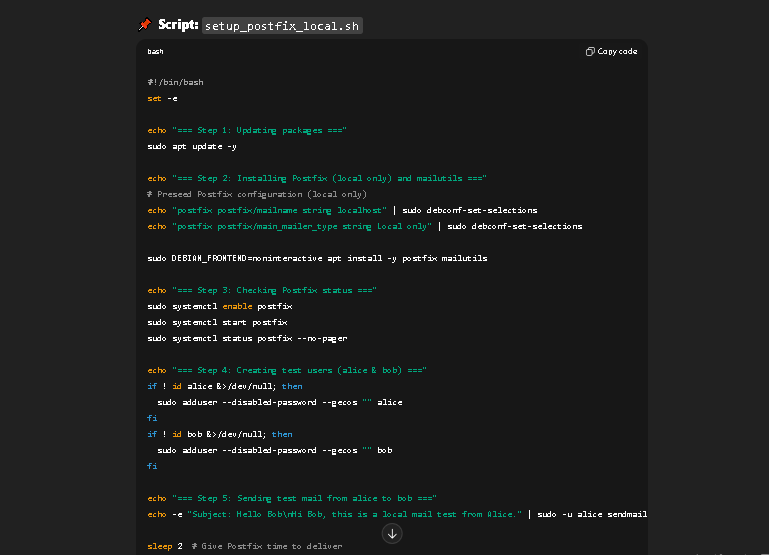 Script: setup_postfix_local.sh
bash
Copy code
#!/bin/bash
set -e
echo "=== Step 1: Updating packages ==="
sudo apt update -y
echo "=== Step 2: Installing Postfix (local only) and mailutils ==="
# Preseed Postfix configuration (local only)
echo "postfix postfix/mailname string localhost" | sudo debconf-set-selections
echo "postfix postfix/main_mailer_type string Local only" | sudo debconf-set-selections
sudo DEBIAN_FRONTEND=noninteractive apt install -y postfix mailutils
echo "=== Step 3: Checking Postfix status ==="
sudo systemctl enable postfix
sudo systemctl start postfix
sudo systemctl status postfix --no-pager
echo "=== Step 4: Creating test users (alice & bob) ==="
if ! id alice &>/dev/null; then
  sudo adduser --disabled-password --gecos "" alice
fi
if ! id bob &>/dev/null; then
  sudo adduser --disabled-password --gecos "" bob
fi
echo "=== Step 5: Sending test mail from alice to bob ==="
echo -e "Subject: Hello Bob\nHi Bob, this is a local mail test from Alice." | sudo -u alice sendmail
sleep 2  # Give Postfix time to deliver